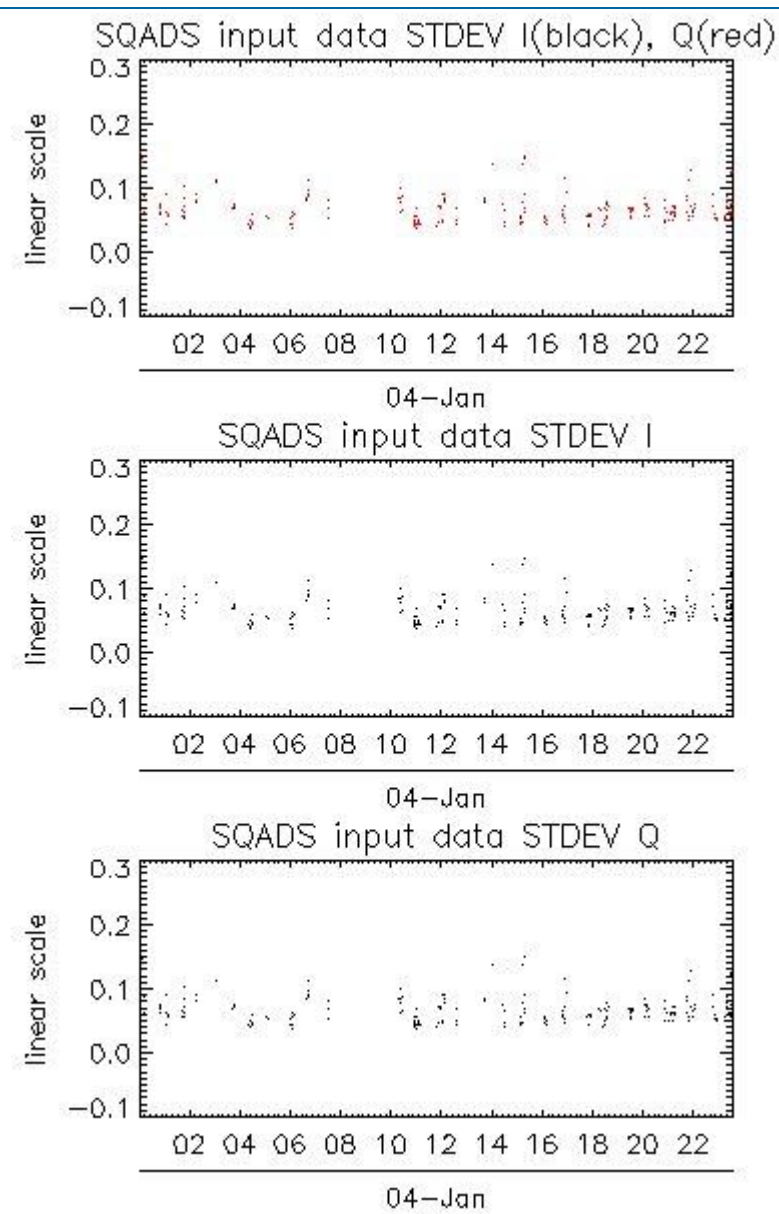 SQADS input data STDEV I(black), Q(red)
0.3
0.2
0.1
0.0
-0.1
linear scale
02 04 06 08 10 12 14 16 18 20 22
04-Jan
SQADS input data STDEV I
0.3
0.2
0.1
0.0
-0.1
linear scale
02 04 06 08 10 12 14 16 18 20 22
04-Jan
SQADS input data STDEV Q
0.3
0.2
0.1
0.0
-0.1
linear scale
02 04 06 08 10 12 14 16 18 20 22
04-Jan